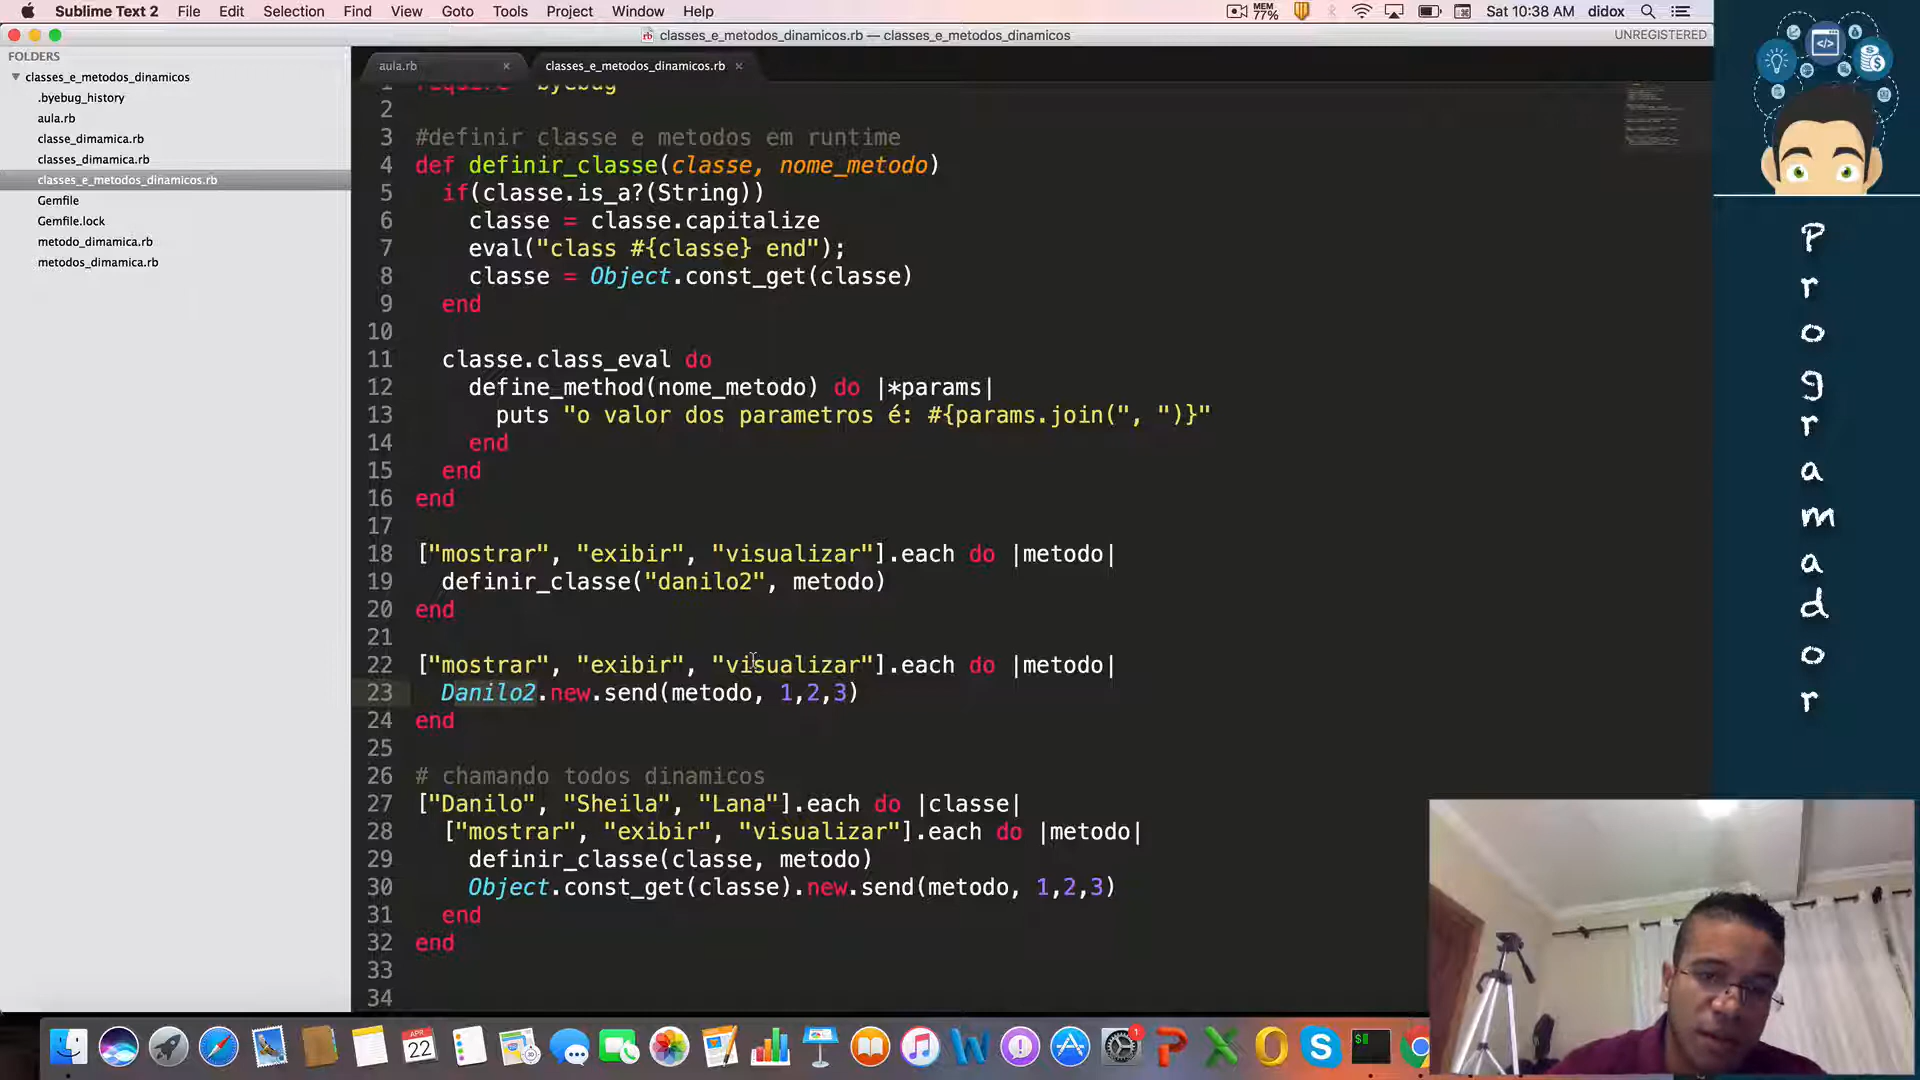 Sublime Text 2 File Edit Selection Find View Goto Tools Project Window Help MEM 77% Sat 10:38 AM didox
classes_e_metodos_dinamicos.rb — classes_e_metodos_dinamicos UNREGISTERED
FOLDERS
classes_e_metodos_dinamicos
.byebug_history
aula.rb
classe_dimamica.rb
classes_dimamica.rb
classes_e_metodos_dinamicos.rb
Gemfile
Gemfile.lock
metodo_dimamica.rb
metodos_dimamica.rb
aula.rb × classes_e_metodos_dinamicos.rb ×
1 require 'byebug'
2
3 #definir classe e metodos em runtime
4 def definir_classe(classe, nome_metodo)
5 if(classe.is_a?(String))
6 classe = classe.capitalize
7 eval("class #{classe} end");
8 classe = Object.const_get(classe)
9 end
10
11 classe.class_eval do
12 define_method(nome_metodo) do |*params|
13 puts "o valor dos parametros é: #{params.join(", ")}"
14 end
15 end
16 end
17
18 ["mostrar", "exibir", "visualizar"].each do |metodo|
19 definir_classe("danilo2", metodo)
20 end
21
22 ["mostrar", "exibir", "visualizar"].each do |metodo|
23 Danilo2.new.send(metodo, 1,2,3)
24 end
25
26 # chamando todos dinamicos
27 ["Danilo", "Sheila", "Lana"].each do |classe|
28 ["mostrar", "exibir", "visualizar"].each do |metodo|
29 definir_classe(classe, metodo)
30 Object.const_get(classe).new.send(metodo, 1,2,3)
31 end
32 end
33
34
</>
P
r
o
g
r
a
m
a
d
o
r
APR
22
30
1
$